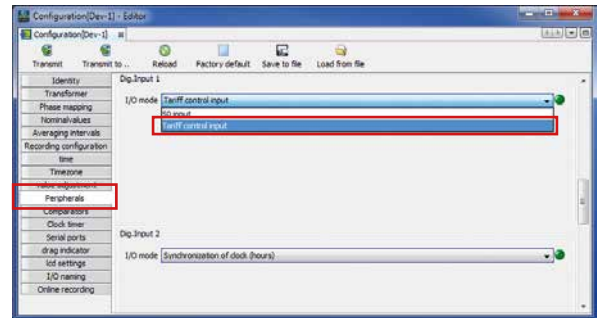 Configuration[Dev-1] - Editor
Configuration[Dev-1]
Transmit
Transmit to ..
Reload
Factory default
Save to file
Load from file
Identity
Transformer
Phase mapping
Nominalvalues
Averaging intervals
Recording configuration
time
Timezone
value adjustment
Peripherals
Comparators
Clock timer
Serial ports
drag indicator
lcd settings
I/O naming
Online recording
Dig.Input 1
I/O mode Tariff control input
S0 input
Tariff control input
Dig.Input 2
I/O mode Synchronization of clock (hours)